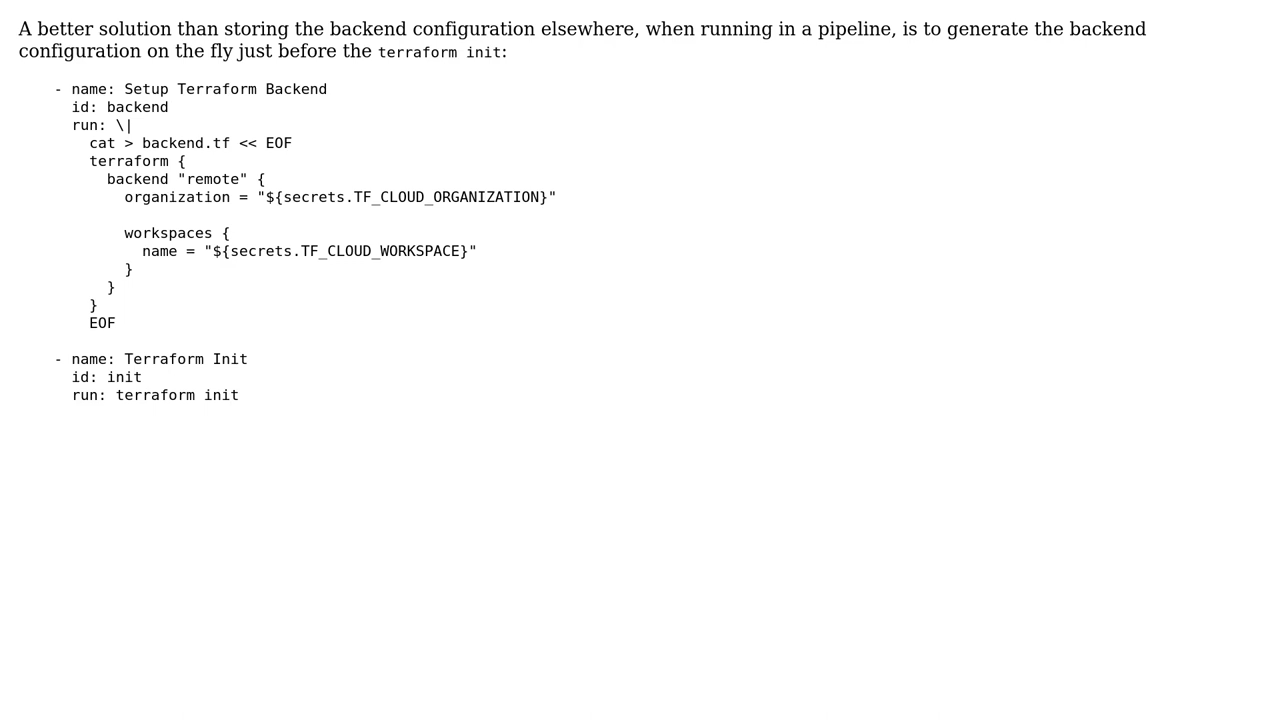 A better solution than storing the backend configuration elsewhere, when running in a pipeline, is to generate the backend
configuration on the fly just before the terraform init:
- name: Setup Terraform Backend
  id: backend
  run: \|
    cat > backend.tf << EOF
    terraform {
      backend "remote" {
        organization = "${secrets.TF_CLOUD_ORGANIZATION}"

        workspaces {
          name = "${secrets.TF_CLOUD_WORKSPACE}"
        }
      }
    }
    EOF

- name: Terraform Init
  id: init
  run: terraform init